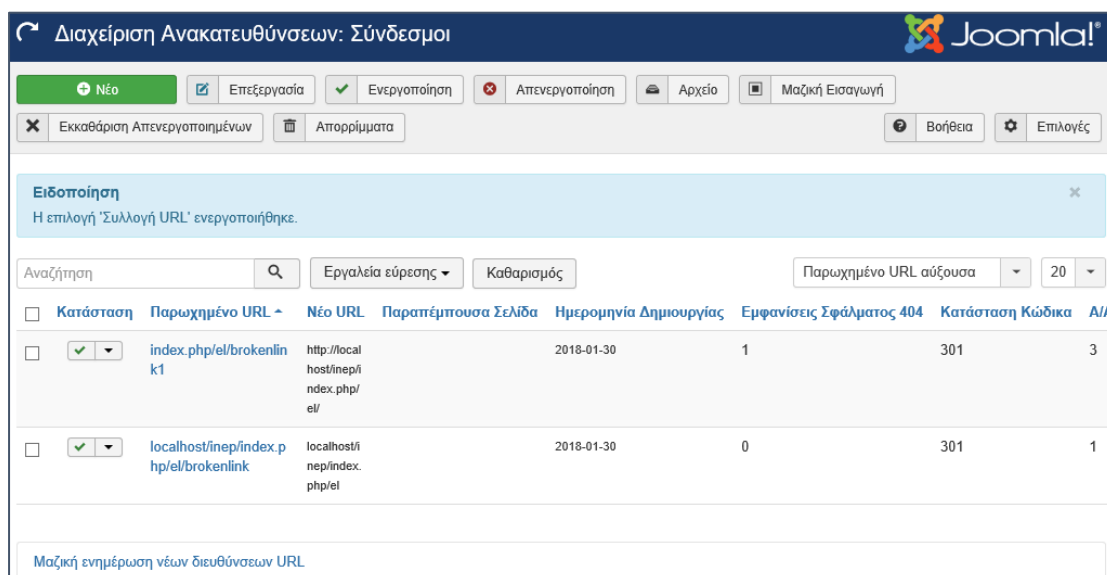 Διαχείριση Ανακατευθύνσεων: Σύνδεσμοι
Joomla!®
Νέο
Επεξεργασία
Ενεργοποίηση
Απενεργοποίηση
Αρχείο
Μαζική Εισαγωγή
Εκκαθάριση Απενεργοποιημένων
Απορρίμματα
Βοήθεια
Επιλογές
Ειδοποίηση
×
Η επιλογή 'Συλλογή URL' ενεργοποιήθηκε.
Αναζήτηση
Εργαλεία εύρεσης
Καθαρισμός
Παρωχημένο URL αύξουσα
20
Κατάσταση Παρωχημένο URL Νέο URL Παραπέμπουσα Σελίδα Ημερομηνία Δημιουργίας Εμφανίσεις Σφάλματος 404 Κατάσταση Κώδικα Α/Α
index.php/el/brokenlin
k1
http://local
host/inep/i
ndex.php/
el/
2018-01-30
1
301
3
localhost/inep/index.p
hp/el/brokenlink
localhost/i
nep/index.
php/el
2018-01-30
0
301
1
Μαζική ενημέρωση νέων διευθύνσεων URL